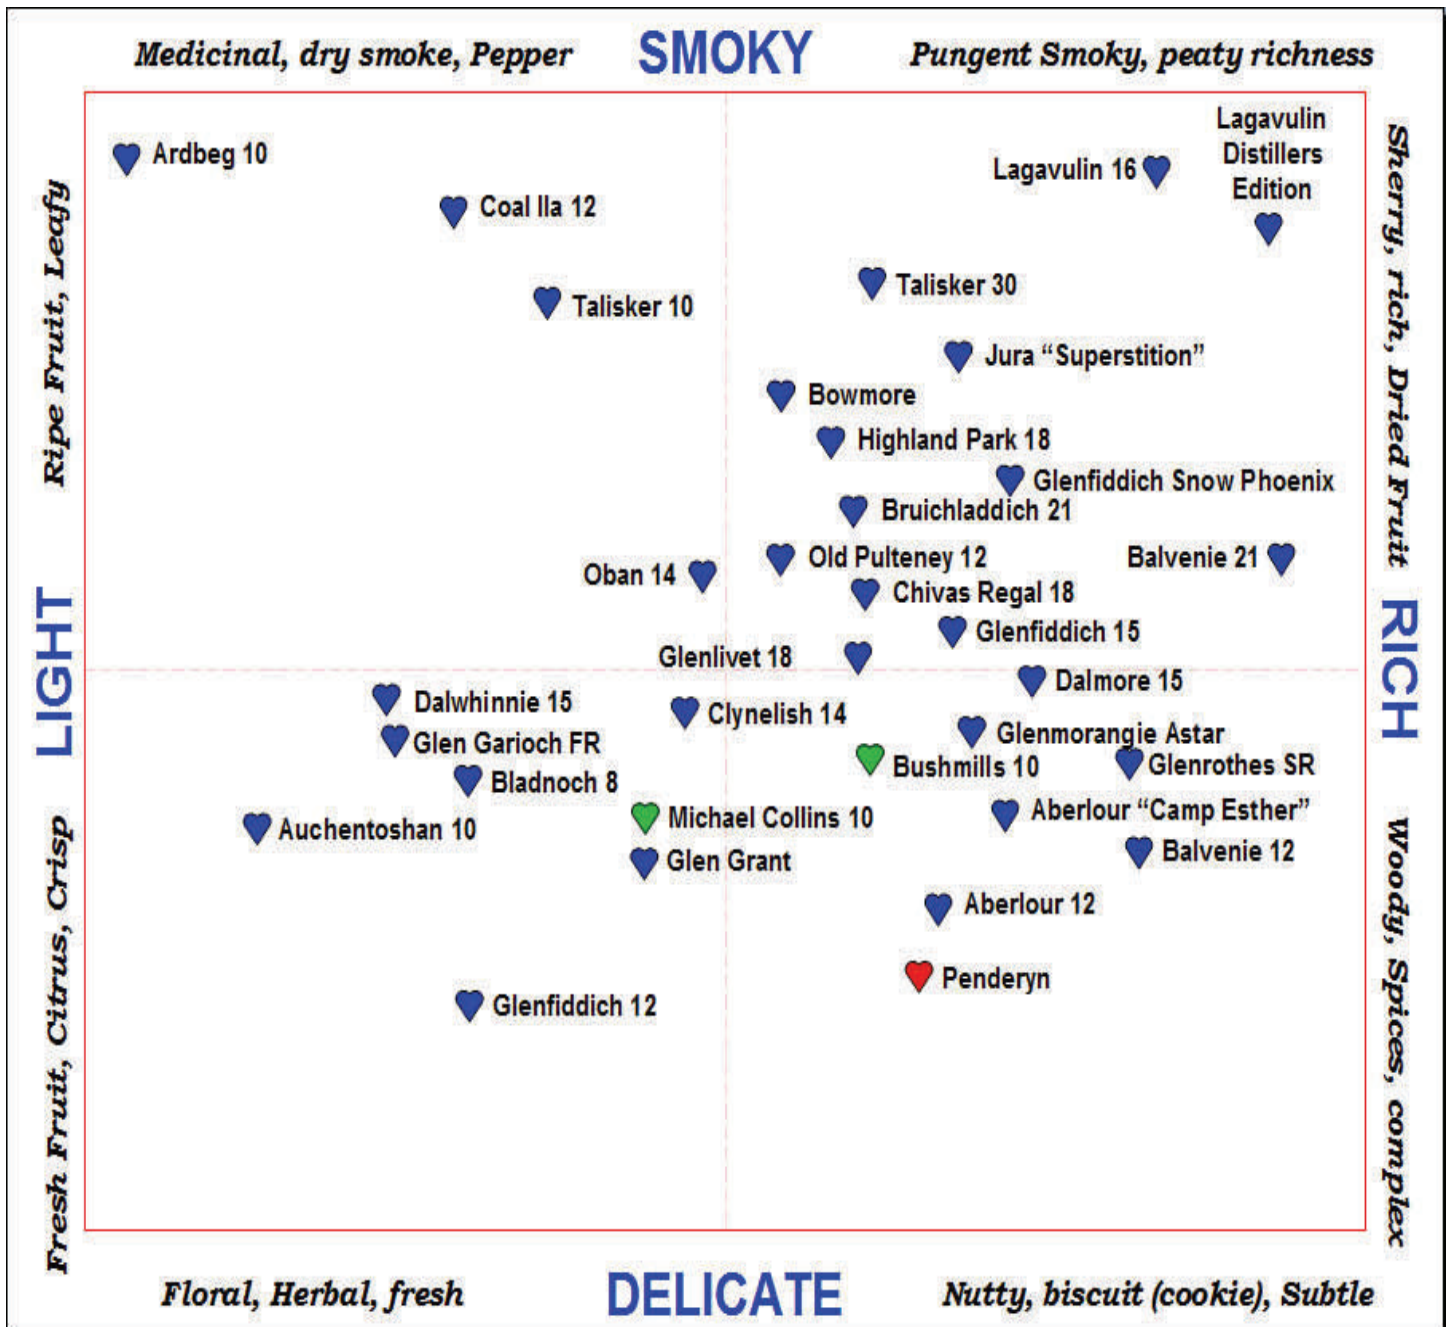 Medicinal, dry smoke, Pepper
SMOKY
Pungent Smoky, peaty richness
Ripe Fruit, Leafy
LIGHT
Fresh Fruit, Citrus, Crisp
Sherry, rich, Dried Fruit
RICH
Woody, Spices, complex
Ardbeg 10
Coal Ila 12
Talisker 10
Lagavulin 16
Lagavulin
Distillers
Edition
Talisker 30
Jura “Superstition”
Bowmore
Highland Park 18
Glenfiddich Snow Phoenix
Bruichladdich 21
Old Pulteney 12
Balvenie 21
Oban 14
Chivas Regal 18
Glenfiddich 15
Glenlivet 18
Dalmore 15
Dalwhinnie 15
Clynelish 14
Glen Garioch FR
Glenmorangie Astar
Bushmills 10
Glenrothes SR
Bladnoch 8
Michael Collins 10
Aberlour “Camp Esther”
Auchentoshan 10
Glen Grant
Balvenie 12
Aberlour 12
Penderyn
Glenfiddich 12
Floral, Herbal, fresh
DELICATE
Nutty, biscuit (cookie), Subtle